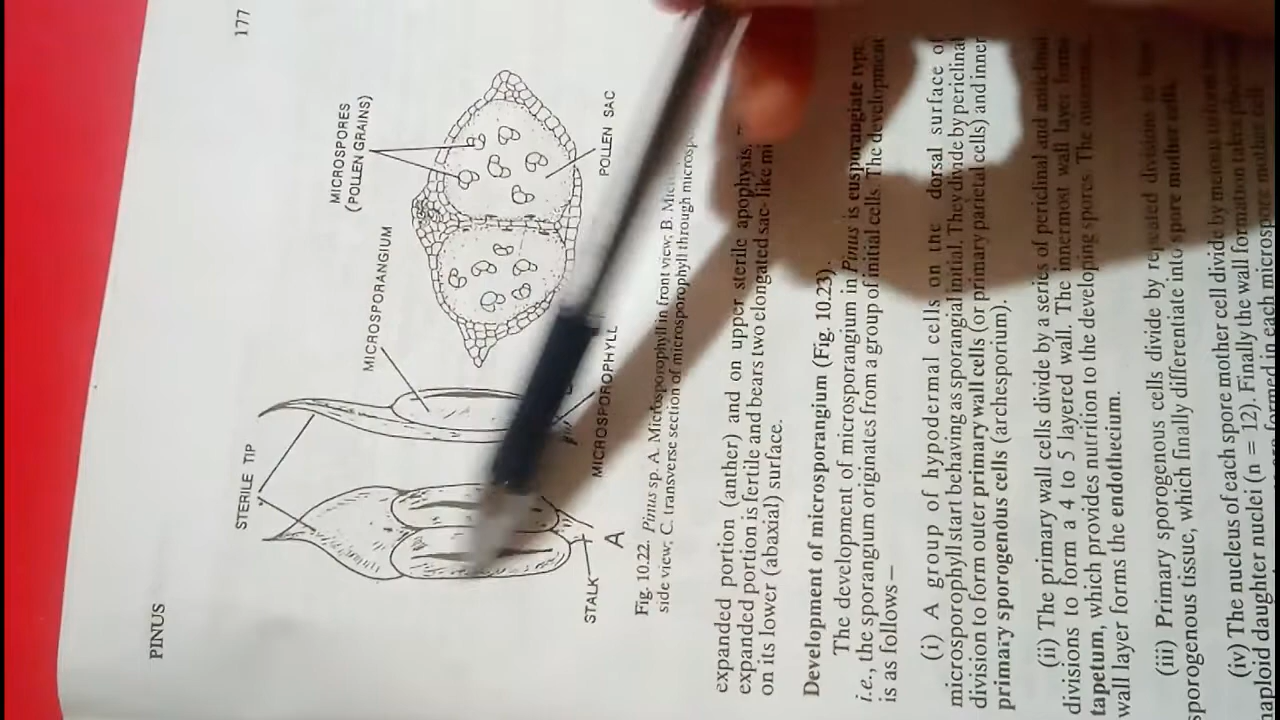 PINUS
177
STERILE TIP
MICROSPORANGIUM
MICROSPORES
(POLLEN GRAINS)
STALK
A
MICROSPOROPHYLL
POLLEN SAC
Fig. 10.22. Pinus sp. A. Microsporophyll in front view; B.
side view; C. transverse section of microsporophyll through
expanded portion (anther) and on upper sterile apophysis.
expanded portion is fertile and bears two elongated sac- like
on its lower (abaxial) surface.
Development of microsporangium (Fig. 10.23).
The development of microsporangium in Pinus is eusporangiate type
i.e., the sporangium originates from a group of initial cells. The development
is as follows —
(i) A group of hypodermal cells on the dorsal surface of
microsporophyll start behaving as sporangial initial. They divide by periclinal
division to form outer primary wall cells (or primary parietal cells) and inner
primary sporogenous cells (archesporium).
(ii) The primary wall cells divide by a series of periclinal and anticlinal
divisions to form a 4 to 5 layered wall. The innermost wall layer forms
tapetum, which provides nutrition to the developing spores. The outermost
wall layer forms the endothecium.
(iii) Primary sporogenous cells divide by repeated divisions to
sporogenous tissue, which finally differentiate into spore mother cells.
(iv) The nucleus of each spore mother cell divide by meiosis
haploid daughter nuclei (n = 12). Finally the wall formation takes
formed in each microspore mother cell